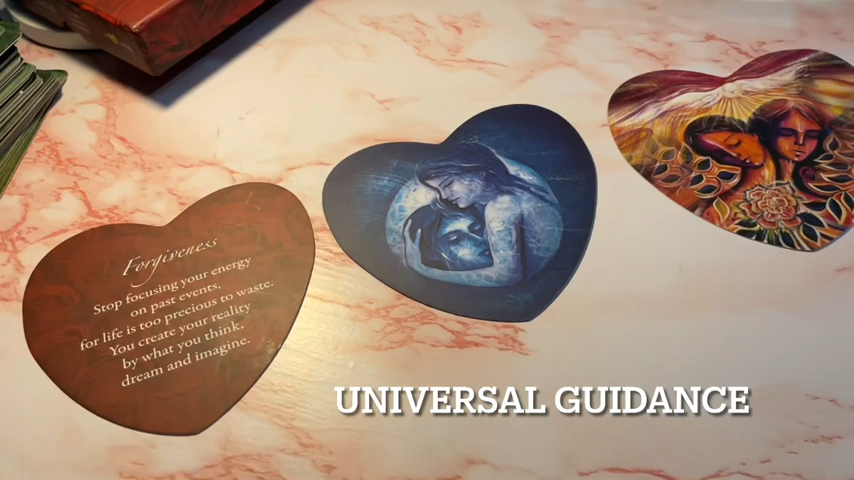 Forgiveness
Stop focusing your energy
on past events,
for life is too precious to waste.
You create your reality
by what you think,
dream and imagine.
UNIVERSAL GUIDANCE